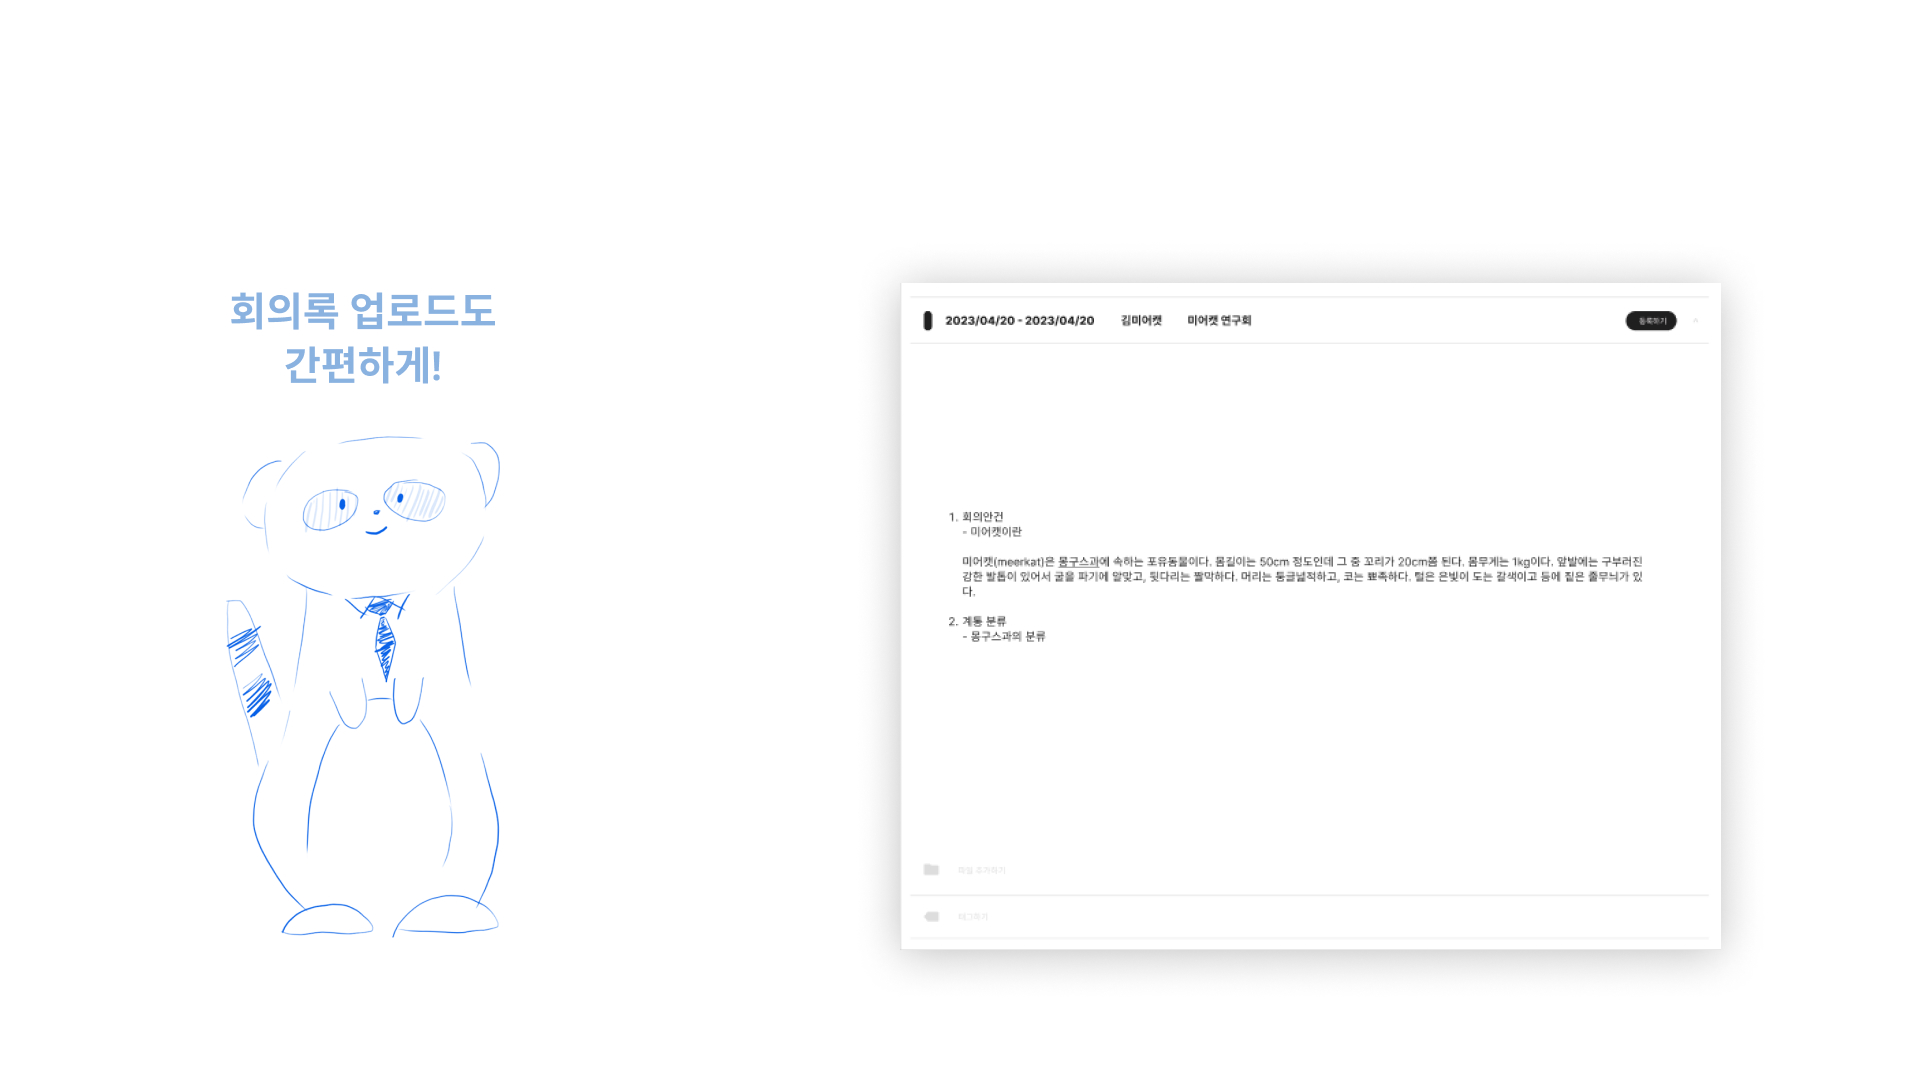 회의록 업로드도
간편하게!
2023/04/20 - 2023/04/20 김미어캣 미어캣 연구회 등록하기
1. 회의안건
- 미어캣이란
미어캣(meerkat)은 몽구스과에 속하는 포유동물이다. 몸길이는 50cm 정도인데 그 중 꼬리가 20cm쯤 된다. 몸무게는 1kg이다. 앞발에는 구부러진
강한 발톱이 있어서 굴을 파기에 알맞고, 뒷다리는 짤막하다. 머리는 둥글넓적하고, 코는 뾰족하다. 털은 은빛이 도는 갈색이고 등에 짙은 줄무늬가 있
다.
2. 계통 분류
- 몽구스과의 분류
파일 추가하기
태그하기